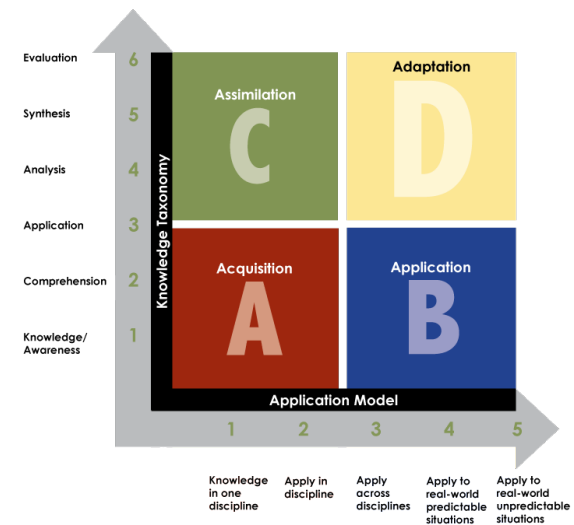 Evaluation 6
Synthesis 5
Analysis 4
Application 3
Comprehension 2
Knowledge/
Awareness 1
Knowledge Taxonomy
Assimilation
C
Adaptation
D
Acquisition
A
Application
B
Application Model
1 2 3 4 5
Knowledge
in one
discipline
Apply in
discipline
Apply
across
disciplines
Apply to
real-world
predictable
situations
Apply to
real-world
unpredictable
situations